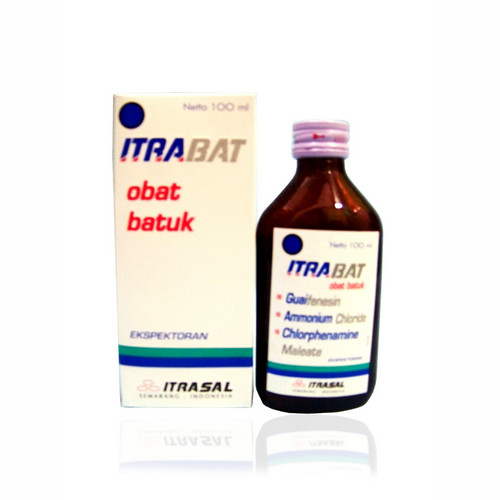 Netto 100 ml
ITRABAT
obat
batuk
EKSPEKTORAN
ITRASAL
SEMARANG - INDONESIA
Netto 100 ml
ITRABAT
obat batuk
Guaifenesin
Ammonium Chloride
Chlorphenamine
Maleate
ITRASAL